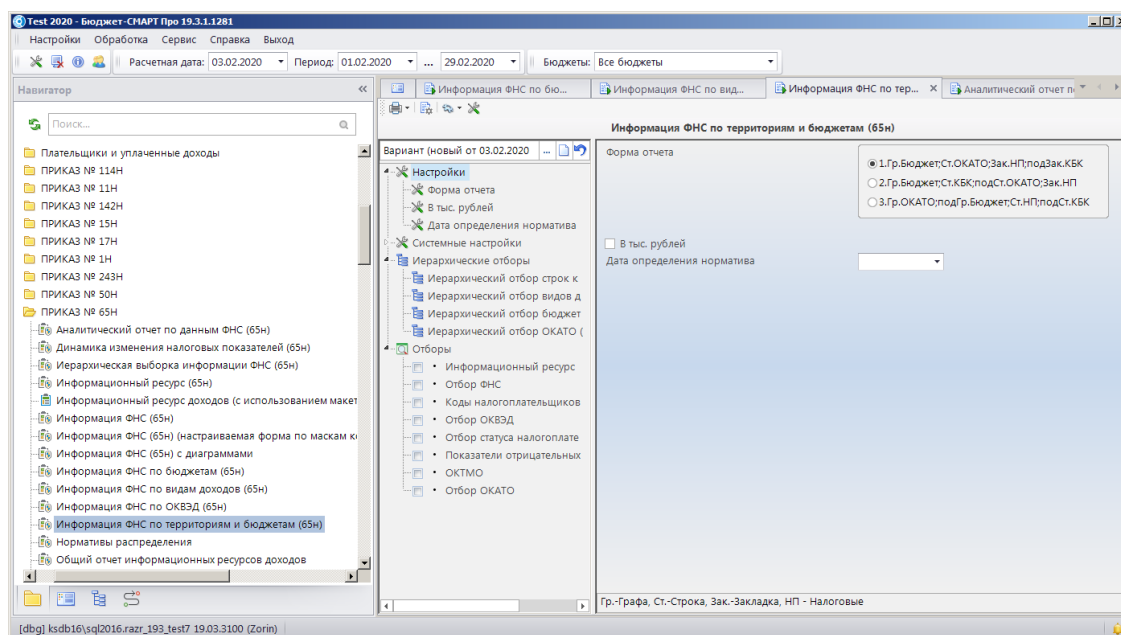 Test 2020 - Бюджет-СМАРТ Про 19.3.1.1281
Настройки Обработка Сервис Справка Выход
Расчетная дата: 03.02.2020 Период: 01.02.2020 ... 29.02.2020 Бюджеты: Все бюджеты
Навигатор
Поиск...
Плательщики и уплаченные доходы
ПРИКАЗ № 114Н
ПРИКАЗ № 11Н
ПРИКАЗ № 142Н
ПРИКАЗ № 15Н
ПРИКАЗ № 17Н
ПРИКАЗ № 1Н
ПРИКАЗ № 243Н
ПРИКАЗ № 50Н
ПРИКАЗ № 65Н
Аналитический отчет по данным ФНС (65н)
Динамика изменения налоговых показателей (65н)
Иерархическая выборка информации ФНС (65н)
Информационный ресурс (65н)
Информационный ресурс доходов (с использованием макет
Информация ФНС (65н)
Информация ФНС (65н) (настраиваемая форма по маскам к
Информация ФНС (65н) с диаграммами
Информация ФНС по бюджетам (65н)
Информация ФНС по видам доходов (65н)
Информация ФНС по ОКВЭД (65н)
Информация ФНС по территориям и бюджетам (65н)
Нормативы распределения
Общий отчет информационных ресурсов доходов
Информация ФНС по бю... Информация ФНС по вид... Информация ФНС по тер... Аналитический отчет п
Информация ФНС по территориям и бюджетам (65н)
Вариант (новый от 03.02.2020 ...
Настройки
Форма отчета
В тыс. рублей
Дата определения норматива
Системные настройки
Иерархические отборы
Иерархический отбор строк к
Иерархический отбор видов д
Иерархический отбор бюджет
Иерархический отбор ОКАТО (
Отборы
• Информационный ресурс
• Отбор ФНС
• Коды налогоплательщиков
• Отбор ОКВЭД
• Отбор статуса налогоплате
• Показатели отрицательных
• ОКТМО
• Отбор ОКАТО
Форма отчета
1.Гр.Бюджет;Ст.ОКАТО;Зак.НП;подЗак.КБК
2.Гр.Бюджет;Ст.КБК;подСт.ОКАТО;Зак.НП
3.Гр.ОКАТО;подГр.Бюджет;Ст.НП;подСт.КБК
В тыс. рублей
Дата определения норматива
Гр.-Графа, Ст.-Строка, Зак.-Закладка, НП - Налоговые
[dbg] ksdb16\sql2016.razr_193_test7 19.03.3100 (Zorin)